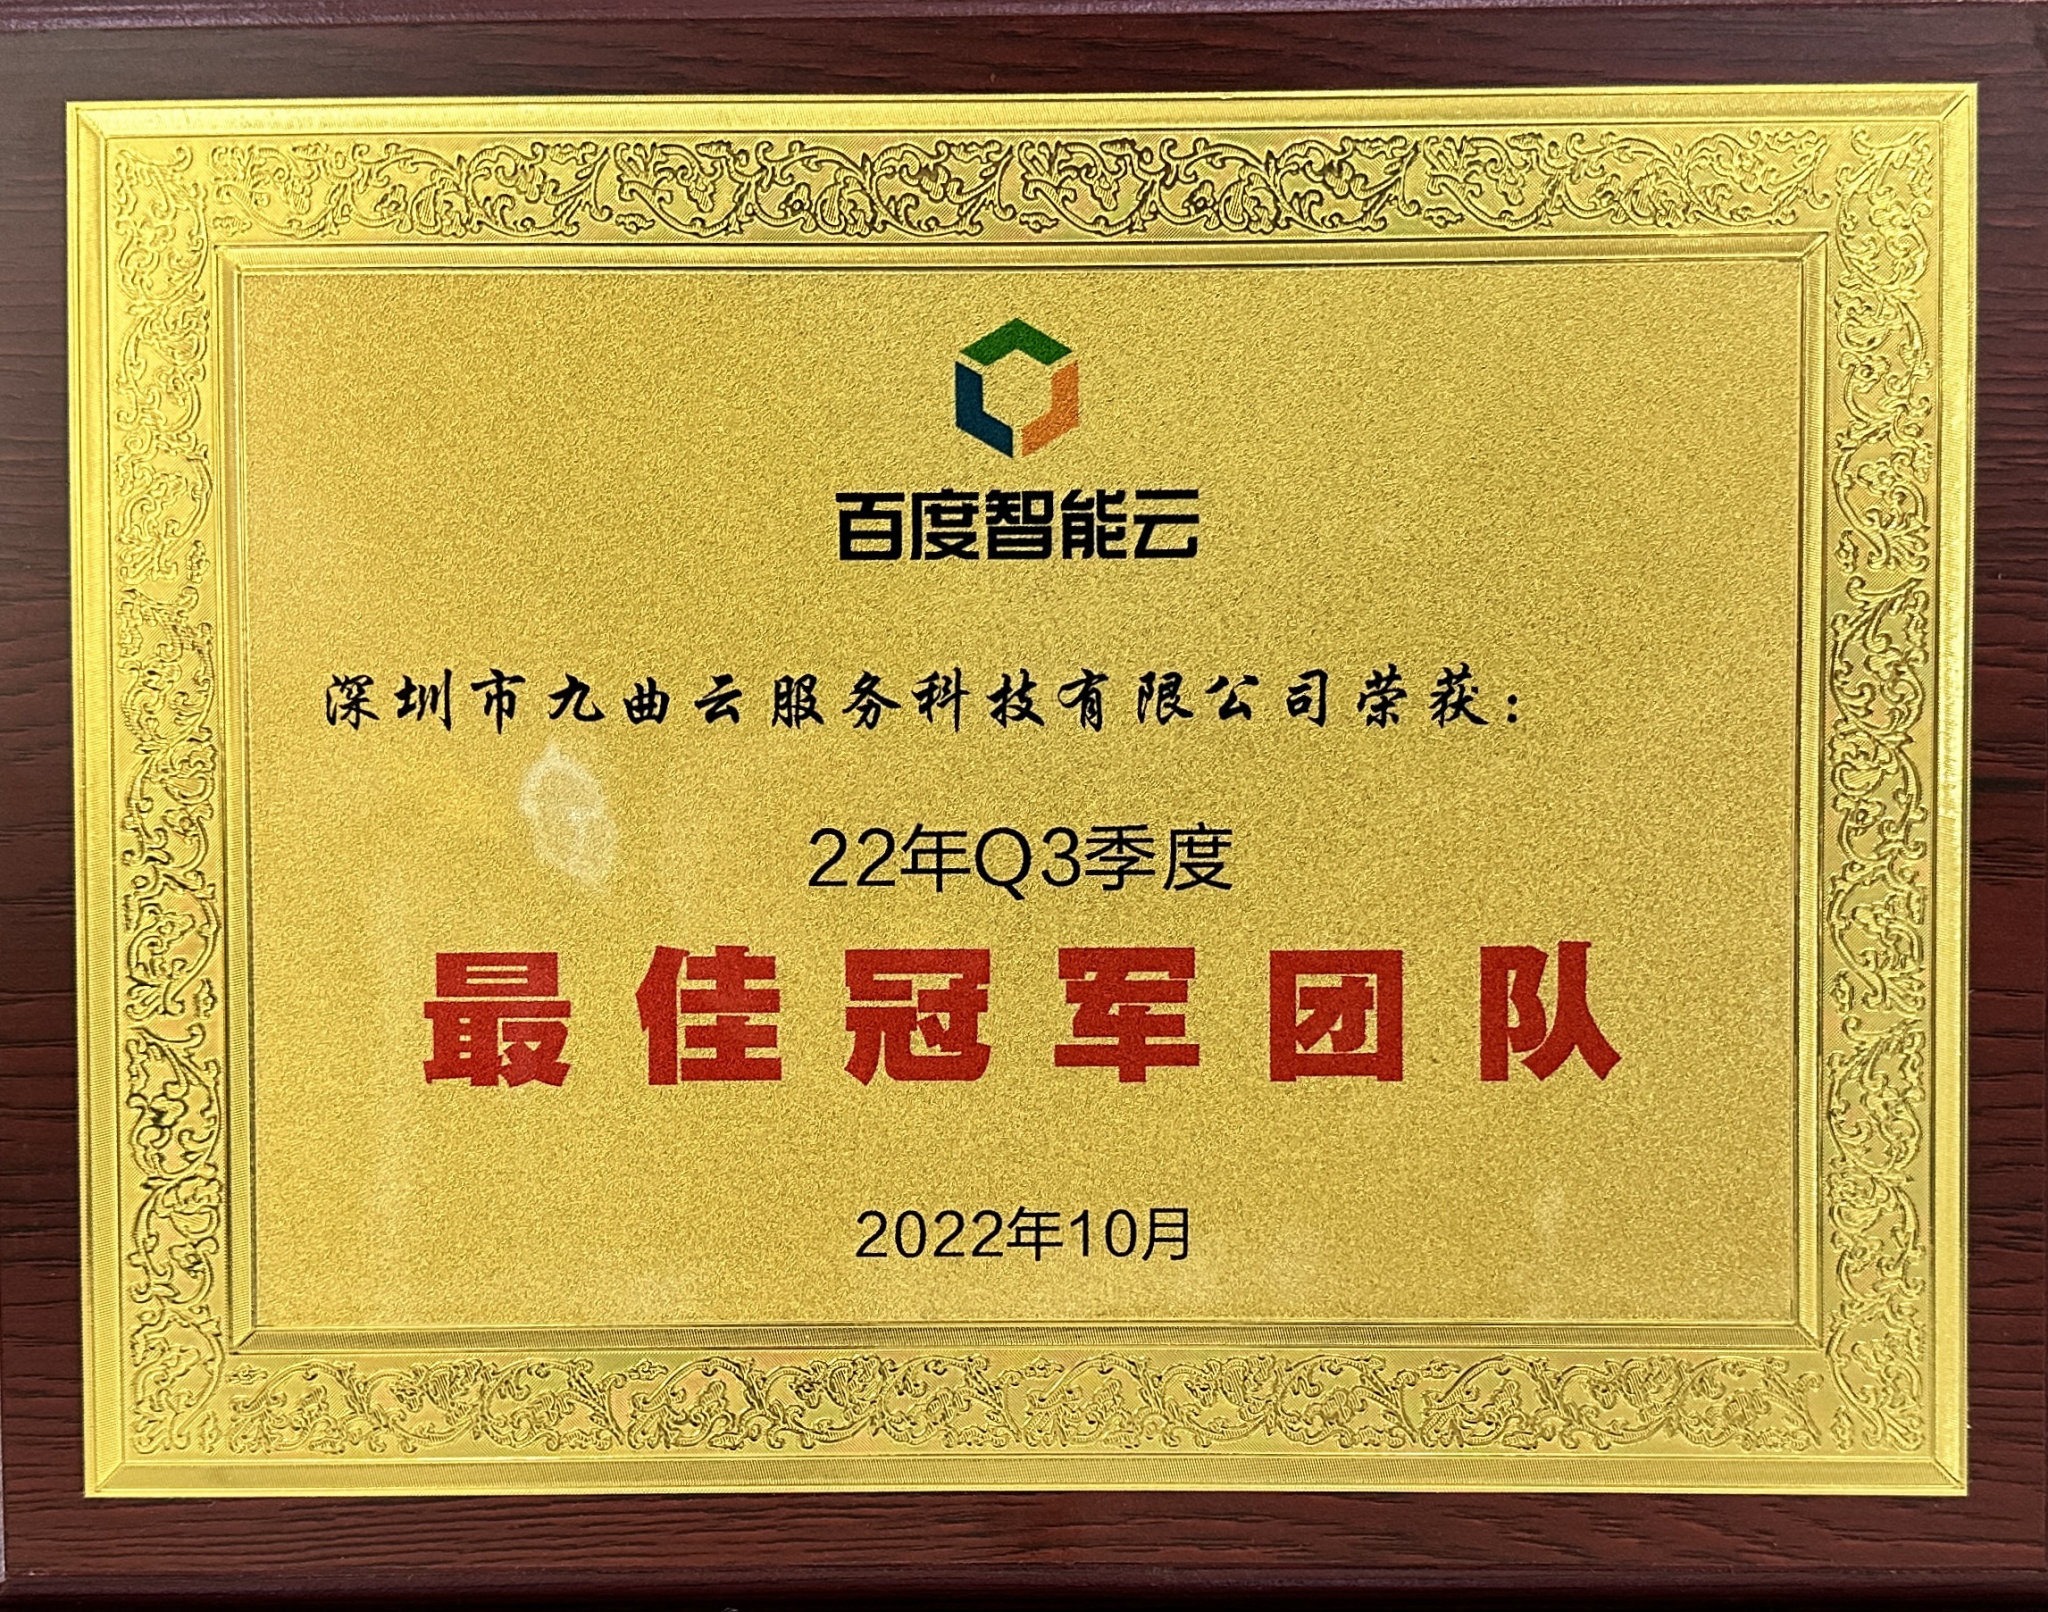 百度智能云
深圳市九曲云服务科技有限公司荣获：
22年Q3季度
最佳冠军团队
2022年10月